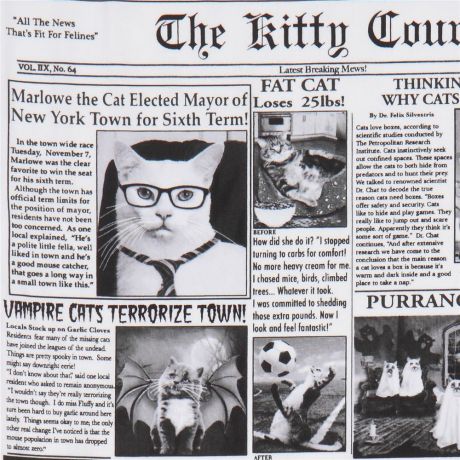 "All The News
That's Fit For Felines"
The Kitty Cour
VOL. IIX, No. 64
Latest Breaking Mews!
Marlowe the Cat Elected Mayor of
New York Town for Sixth Term!
In the town wide race
Tuesday, November 7,
Marlowe was the clear
favorite to win the seat
for his sixth term.
Although the town has
official term limits for
the position of mayor,
residents have not been
too concerned. As one
local explained, "He's a
polite little fella, well
liked in town and he's
a good mouse catcher,
that goes a long way in
a small town like this."
VAMPIRE CATS TERRORIZE TOWN!
Locals Stock up on Garlic Cloves
Residents fear many of the missing cats
have joined the leagues of the undead.
Things are pretty spooky in town. Some
might say downright eerie!
"I don't know about that," said one local
resident who asked to remain anonymous.
"I wouldn't say they're really terrorizing
the town though. I do miss Fluffy and it's
ture been hard to buy garlic around here
lately. Things seem okay to me, the only
other real change I've noticed is that the
mouse population in town has dropped
to almost zero."
FAT CAT
Loses 25lbs!
BEFORE
How did she do it? "I stopped
turning to carbs for comfort!
No more heavy cream for me.
I chased mice, birds, climbed
trees... Whatever it took.
I was committed to shedding
those extra pounds. Now I
look and feel fantastic!"
AFTER
THINKIN
WHY CATS
By Dr. Felix Silvestris
Cats love boxes, according to
scientific studies conducted by
The Petropolitan Research
Institute. Cats instinctively seek
out confined spaces. These spaces
allow the cats to both hide from
predators and to hunt their prey.
We talked to renowned scientist
Dr. Chat to decode the true
reason cats need boxes. "Boxes
offer safety and security. Cats
like to hide and play games. They
really like to jump out and scare
people. Apparently they think it's
some sort of game." Dr. Chat
continues, "And after extensive
research we have come to the
conclusion that the main reason
a cat loves a box is because it's
warm and dark inside and a good
place to take a nap."
PURRANO